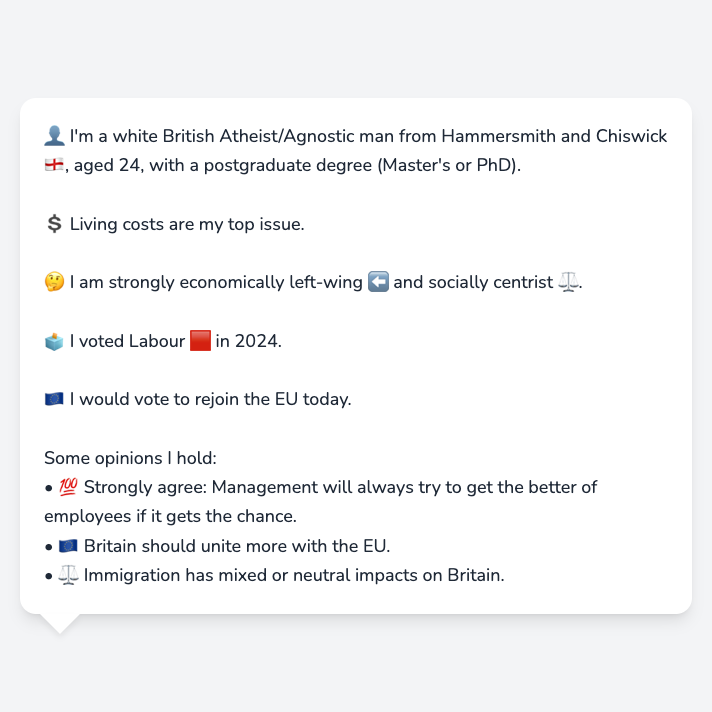 👤 I'm a white British Atheist/Agnostic man from Hammersmith and Chiswick
🏴󠁧󠁢󠁥󠁮󠁧󠁿, aged 24, with a postgraduate degree (Master's or PhD).
💲 Living costs are my top issue.
🤔 I am strongly economically left-wing ⬅️ and socially centrist ⚖️.
🗳️ I voted Labour 🟥 in 2024.
🇪🇺 I would vote to rejoin the EU today.
Some opinions I hold:
• 💯 Strongly agree: Management will always try to get the better of
employees if it gets the chance.
• 🇪🇺 Britain should unite more with the EU.
• ⚖️ Immigration has mixed or neutral impacts on Britain.